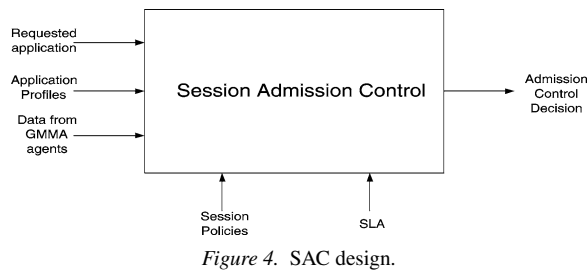 Requested
application
Application
Profiles
Data from
GMMA
agents
Session Admission Control
Admission
Control
Decision
Session
Policies
SLA
Figure 4. SAC design.